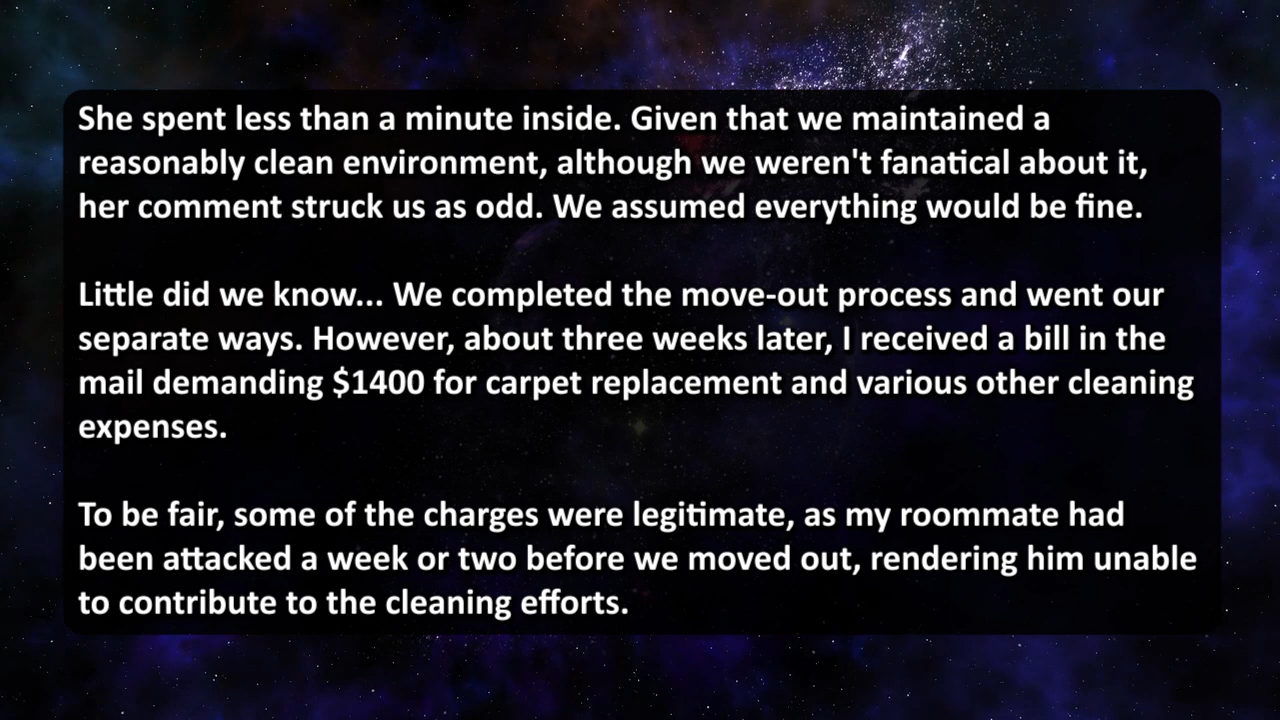 She spent less than a minute inside. Given that we maintained a
reasonably clean environment, although we weren't fanatical about it,
her comment struck us as odd. We assumed everything would be fine.
Little did we know... We completed the move-out process and went our
separate ways. However, about three weeks later, I received a bill in the
mail demanding $1400 for carpet replacement and various other cleaning
expenses.
To be fair, some of the charges were legitimate, as my roommate had
been attacked a week or two before we moved out, rendering him unable
to contribute to the cleaning efforts.